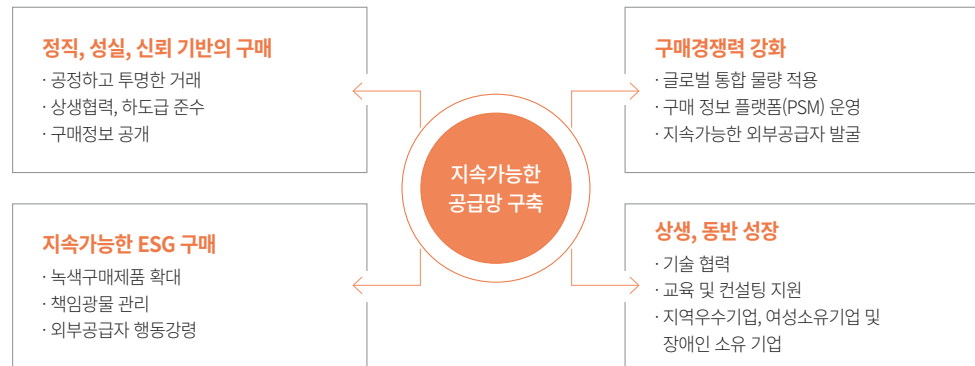 정직, 성실, 신뢰 기반의 구매
· 공정하고 투명한 거래
· 상생협력, 하도급 준수
· 구매정보 공개
구매경쟁력 강화
· 글로벌 통합 물량 적용
· 구매 정보 플랫폼(PSM) 운영
· 지속가능한 외부공급자 발굴
지속가능한
공급망 구축
지속가능한 ESG 구매
· 녹색구매제품 확대
· 책임광물 관리
· 외부공급자 행동강령
상생, 동반 성장
· 기술 협력
· 교육 및 컨설팅 지원
· 지역우수기업, 여성소유기업 및
장애인 소유 기업